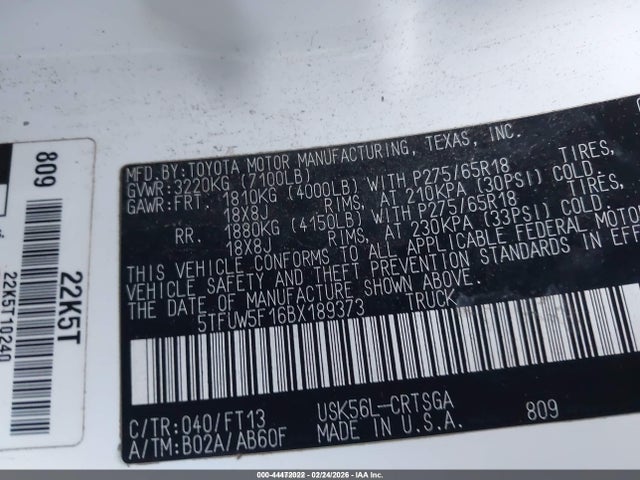 809
22K5T
22K5T10240
MFD.BY:TOYOTA MOTOR MANUFACTURING, TEXAS, INC.
GVWR:3220KG (7100LB)
GAWR:FRT. 1810KG (4000LB) WITH P275/65R18 TIRES,
18X8J RIMS, AT 210KPA (30PSI) COLD.
RR. 1880KG (4150LB) WITH P275/65R18 TIRES,
18X8J RIMS, AT 230KPA (33PSI) COLD.
THIS VEHICLE CONFORMS TO ALL APPLICABLE FEDERAL MOTOR
VEHICLE SAFETY AND THEFT PREVENTION STANDARDS IN EFFE
THE DATE OF MANUFACTURE SHOWN ABOVE.
5TFUW5F16BX189373 TRUCK
C/TR:040/FT13 USK56L-CRTSGA
A/TM:B02A/AB60F MADE IN U.S.A. 809
000-44472022 - 02/24/2026 - IAAI.COM